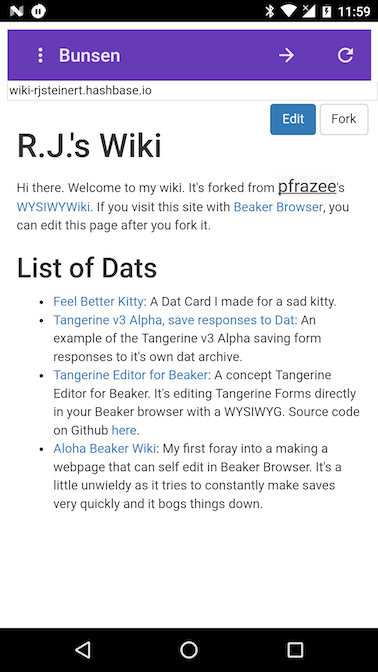 11:59
Bunsen
wiki-rjsteinert.hashbase.io
Edit Fork
R.J.'s Wiki
Hi there. Welcome to my wiki. It's forked from pfrazee's
WYSIWYWiki. If you visit this site with Beaker Browser, you
can edit this page after you fork it.
List of Dats
• Feel Better Kitty: A Dat Card I made for a sad kitty.
• Tangerine v3 Alpha, save responses to Dat: An
example of the Tangerine v3 Alpha saving form
responses to it's own dat archive.
• Tangerine Editor for Beaker: A concept Tangerine
Editor for Beaker. It's editing Tangerine Forms directly
in your Beaker browser with a WYSIWYG. Source code
on Github here.
• Aloha Beaker Wiki: My first foray into a making a
webpage that can self edit in Beaker Browser. It's a
little unwieldy as it tries to constantly make saves
very quickly and it bogs things down.